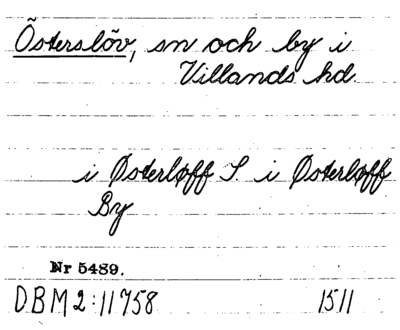 Österslöv, sn och by i
Villands hd.
i Østerløff S. i Østerløff
By
Nr 5489.
DBM 2:11758 1511